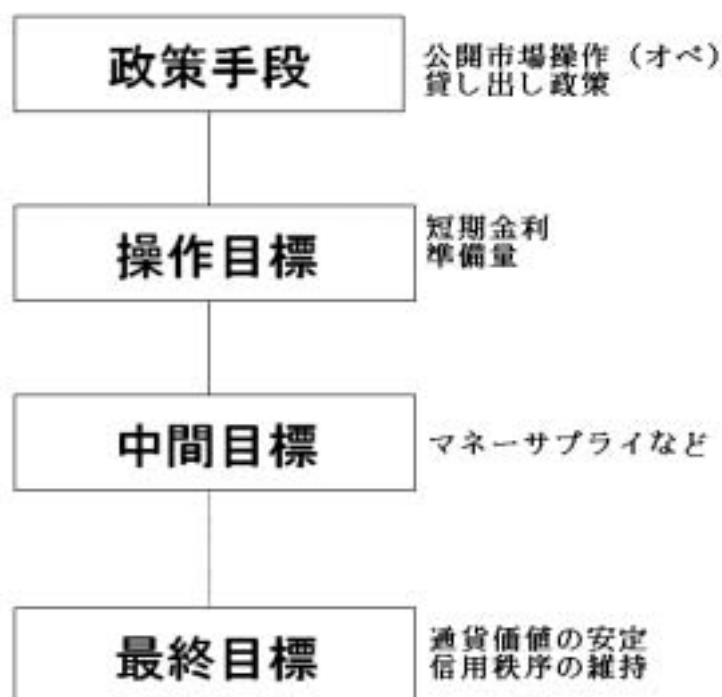 政策手段
公開市場操作（オペ）
貸し出し政策
操作目標
短期金利
準備量
中間目標
マネーサプライなど
最終目標
通貨価値の安定
信用秩序の維持